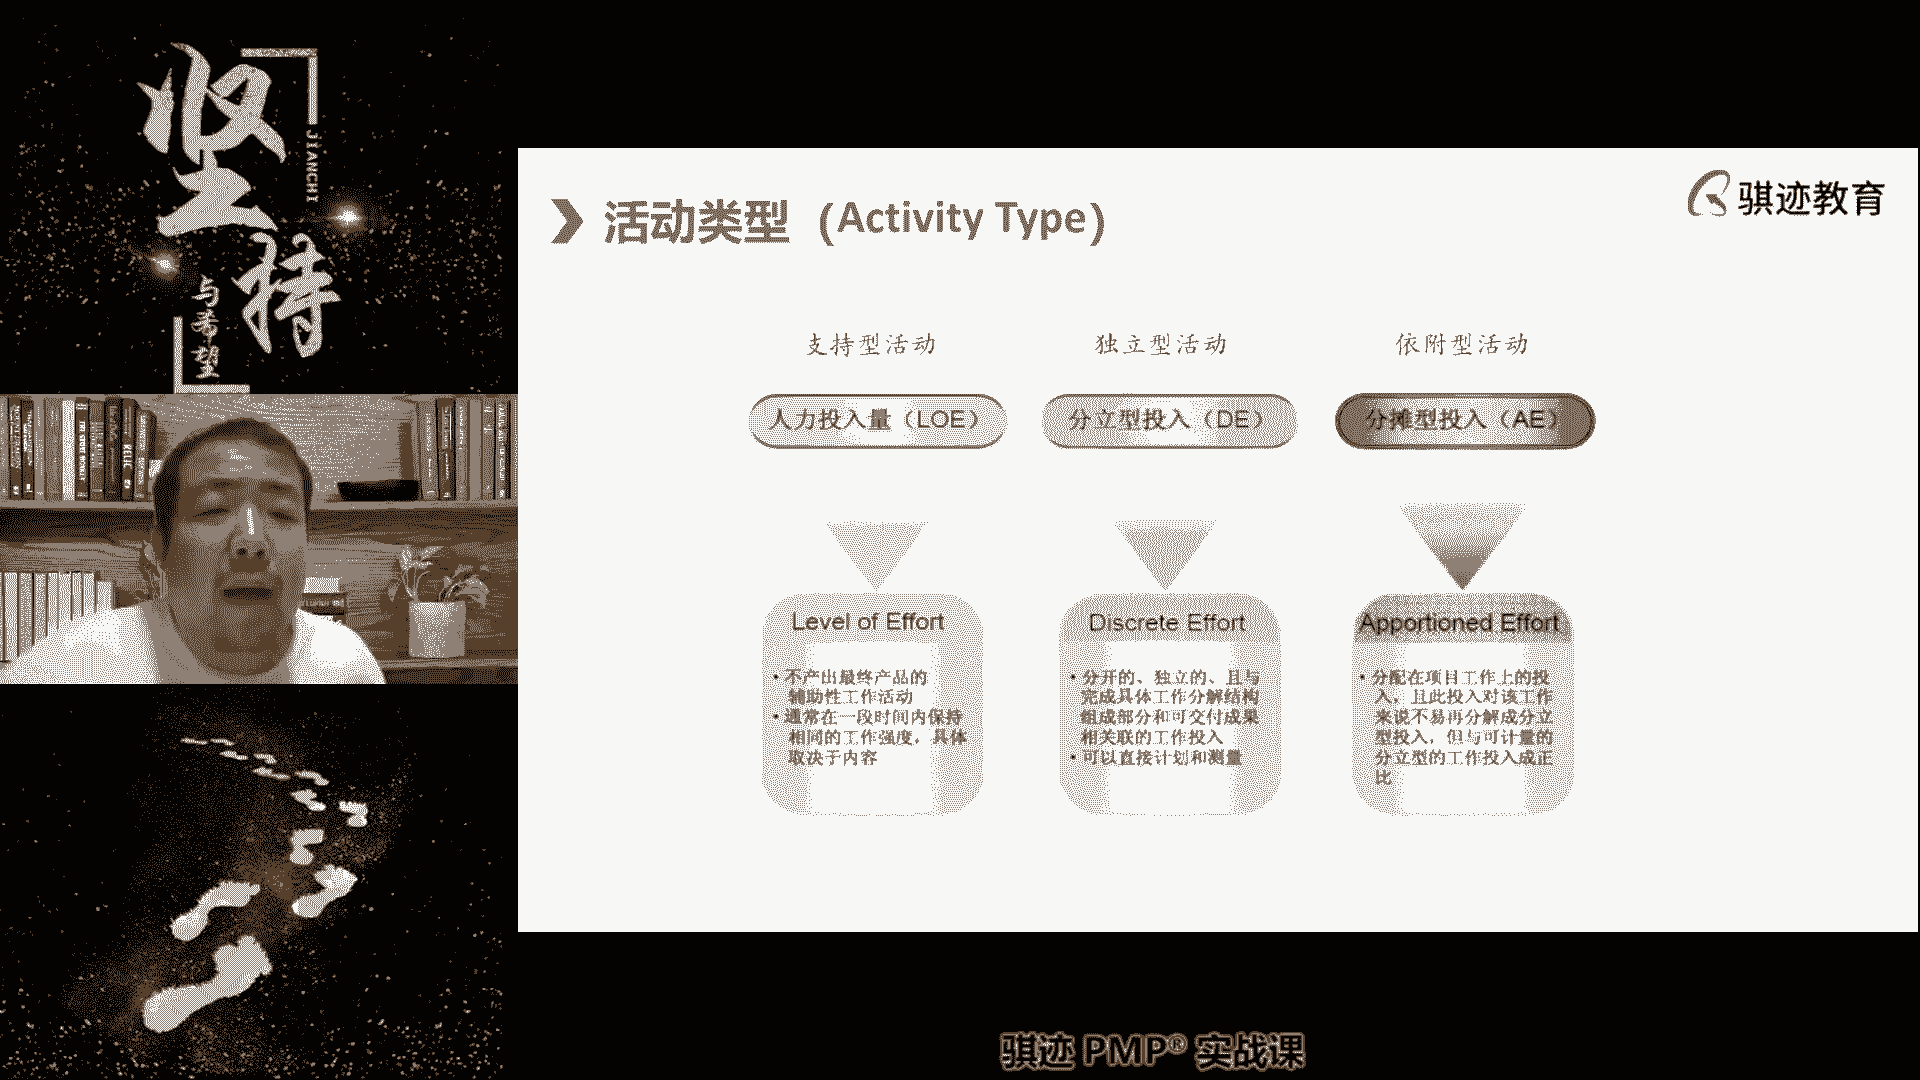 坚持
JIANCHI
与希望
活动类型（Activity Type）
骐迹教育
支持型活动
独立型活动
依附型活动
人力投入量（LOE）
分立型投入（DE）
分摊型投入（AE）
Level of Effort
• 不产出最终产品的
辅助性工作活动
• 通常在一段时间内保持
相同的工作强度，具体
取决于内容
Discrete Effort
• 分开的、独立的、且与
完成具体工作分解结构
组成部分和可交付成果
相关联的工作投入
• 可以直接计划和测量
Apportioned Effort
• 分配在项目工作上的投
入，且此投入对该工作
来说不易再分解成分立
型投入，但与可计量的
分立型的工作投入成正
比
骐迹 PMP® 实战课